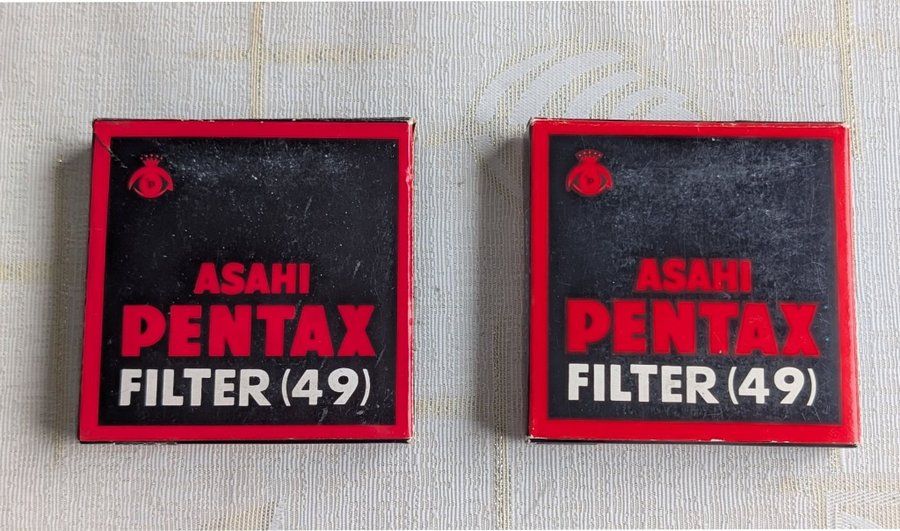 ASAHI
PENTAX
FILTER (49)
ASAHI
PENTAX
FILTER (49)